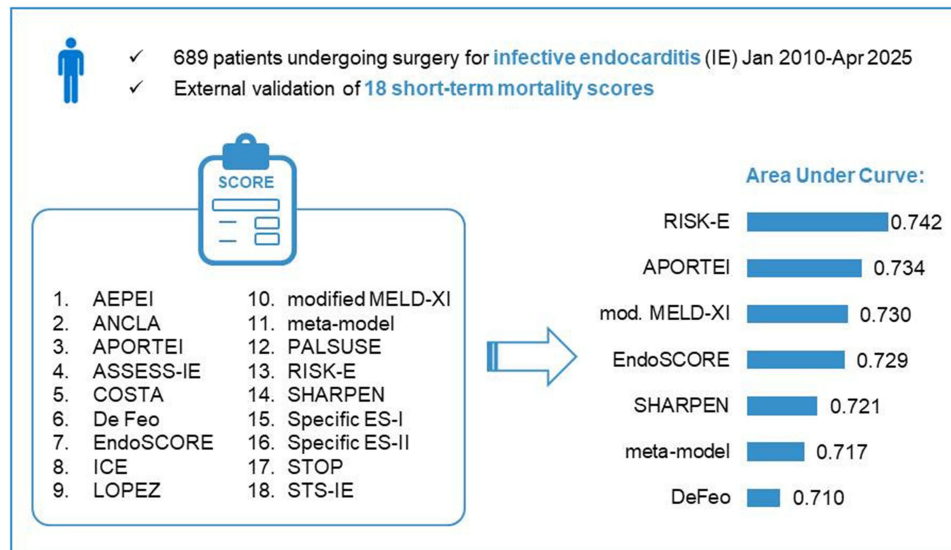 ✓ 689 patients undergoing surgery for infective endocarditis (IE) Jan 2010-Apr 2025
✓ External validation of 18 short-term mortality scores
SCORE
1. AEPEI
2. ANCLA
3. APORTEI
4. ASSESS-IE
5. COSTA
6. De Feo
7. EndoSCORE
8. ICE
9. LOPEZ
10. modified MELD-XI
11. meta-model
12. PALSUSE
13. RISK-E
14. SHARPEN
15. Specific ES-I
16. Specific ES-II
17. STOP
18. STS-IE
Area Under Curve:
RISK-E 0.742
APORTEI 0.734
mod. MELD-XI 0.730
EndoSCORE 0.729
SHARPEN 0.721
meta-model 0.717
DeFeo 0.710